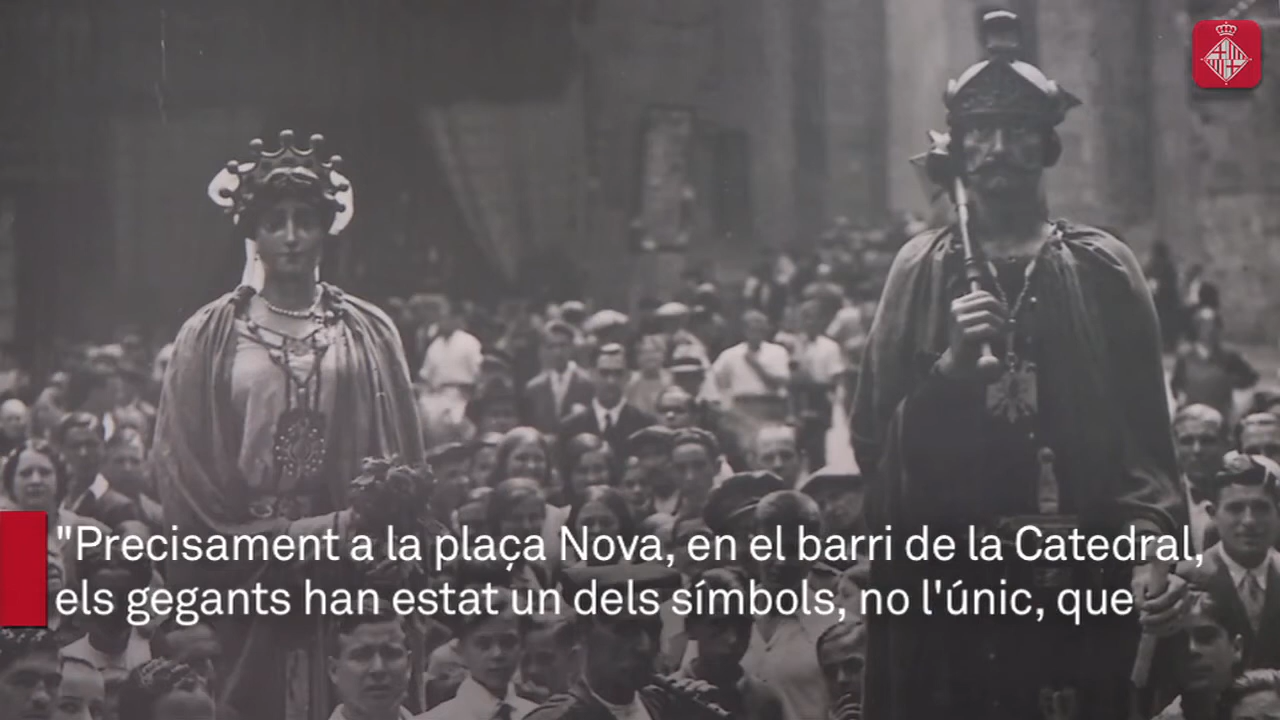 "Precisament a la plaça Nova, en el barri de la Catedral,
els gegants han estat un dels símbols, no l'únic, que